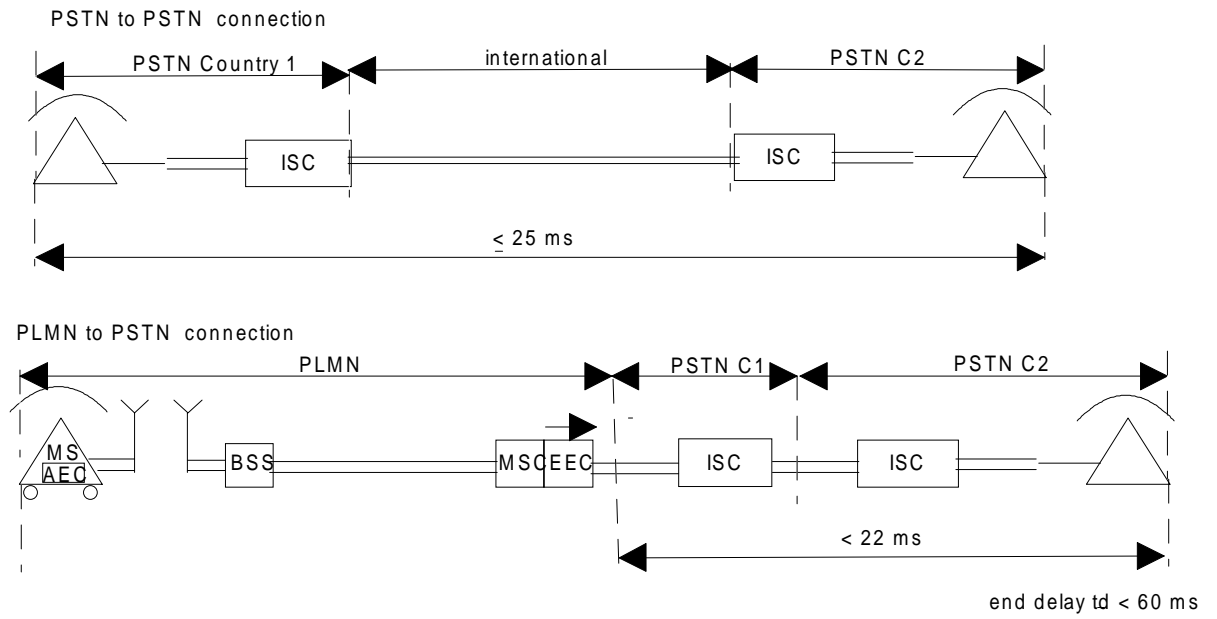 PSTN to PSTN connection
PSTN Country 1
international
PSTN C2
ISC
ISC
≤ 25 ms
PLMN to PSTN connection
PLMN
PSTN C1
PSTN C2
MS
AEC
BSS
MSC
EEC
ISC
ISC
< 22 ms
end delay td < 60 ms